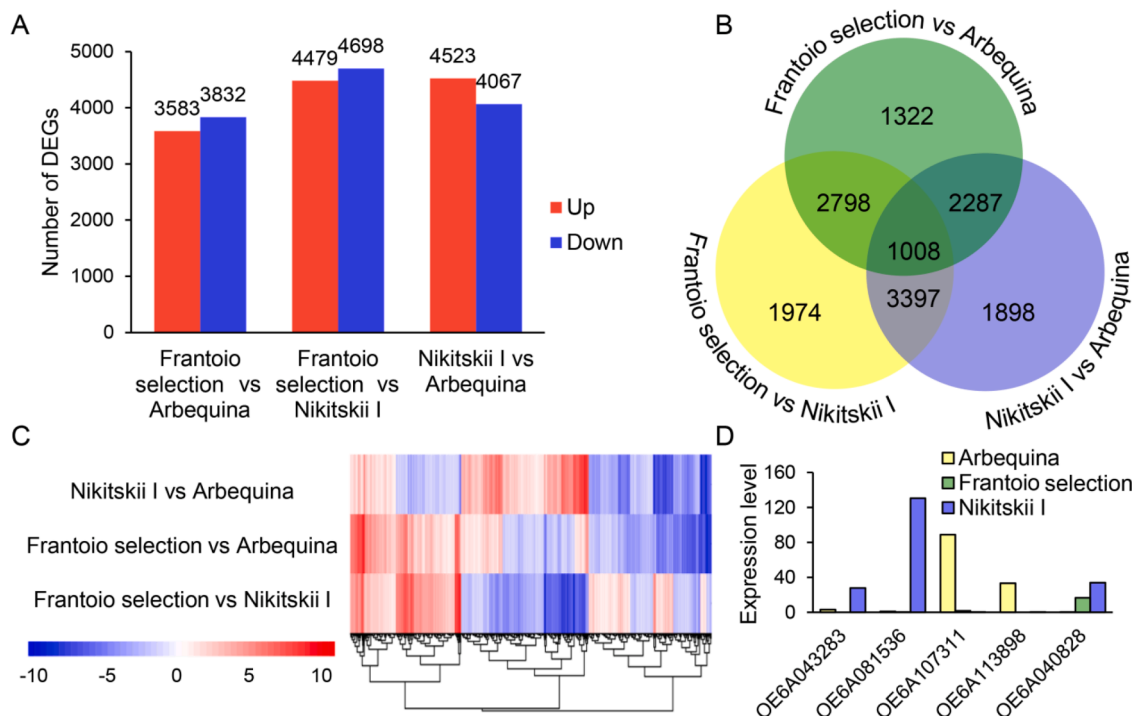 A
5000
4000
3000
2000
1000
0
Number of DEGs
3583
3832
4479
4698
4523
4067
Up
Down
Frantoio
selection vs
Arbequina
Frantoio
selection vs
Nikitskii I
Nikitskii I vs
Arbequina
B
Frantoio selection vs Arbequina
1322
2798
2287
1008
3397
1974
1898
Frantoio selection vs Nikitskii I
Nikitskii I vs Arbequina
C
Nikitskii I vs Arbequina
Frantoio selection vs Arbequina
Frantoio selection vs Nikitskii I
-10 -5 0 5 10
D
Arbequina
Frantoio selection
Nikitskii I
Expression level
160
120
80
40
0
OE6A043283
OE6A081536
OE6A107311
OE6A113898
OE6A040828